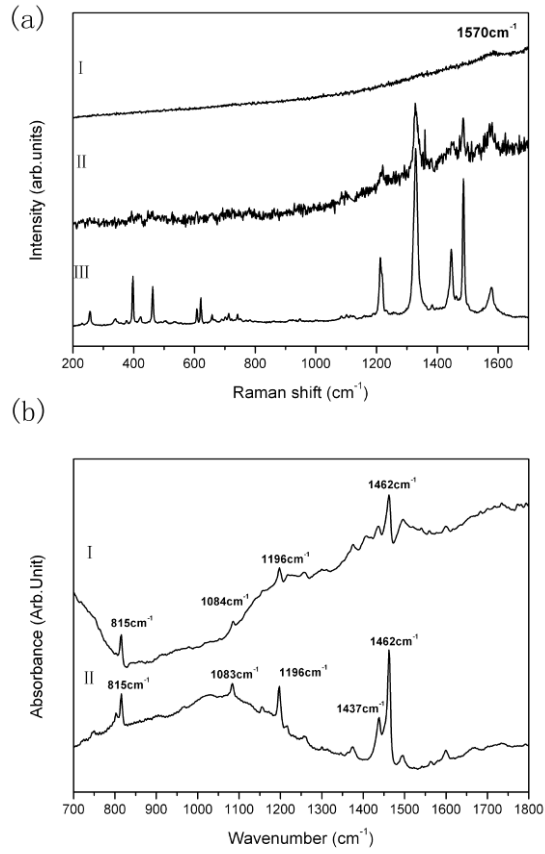 (a)
1570cm⁻¹
I
II
III
Intensity (arb.units)
200 400 600 800 1000 1200 1400 1600
Raman shift (cm⁻¹)
(b)
1462cm⁻¹
I
1196cm⁻¹
1084cm⁻¹
815cm⁻¹
1462cm⁻¹
II
815cm⁻¹
1083cm⁻¹
1196cm⁻¹
1437cm⁻¹
Absorbance (Arb.Unit)
700 800 900 1000 1100 1200 1300 1400 1500 1600 1700 1800
Wavenumber (cm⁻¹)